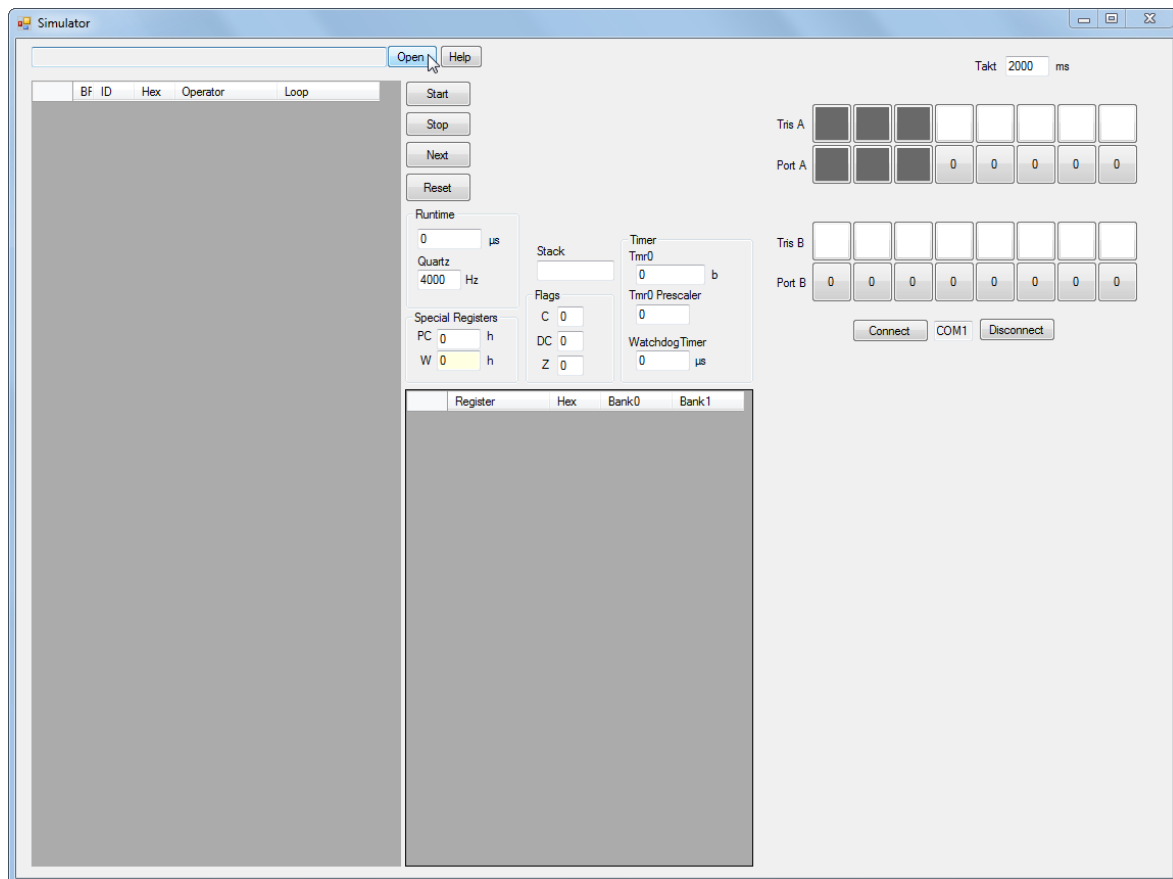 Simulator
Open Help
Takt 2000 ms
BF ID Hex Operator Loop
Start
Stop
Next
Reset
Tris A
Port A 0 0 0 0 0
Tris B
Port B 0 0 0 0 0 0 0 0
Connect COM1 Disconnect
Runtime
0 µs
Quartz
4000 Hz
Special Registers
PC 0 h
W 0 h
Stack
Flags
C 0
DC 0
Z 0
Timer
Tmr0
0 b
Tmr0 Prescaler
0
WatchdogTimer
0 µs
Register Hex Bank0 Bank1